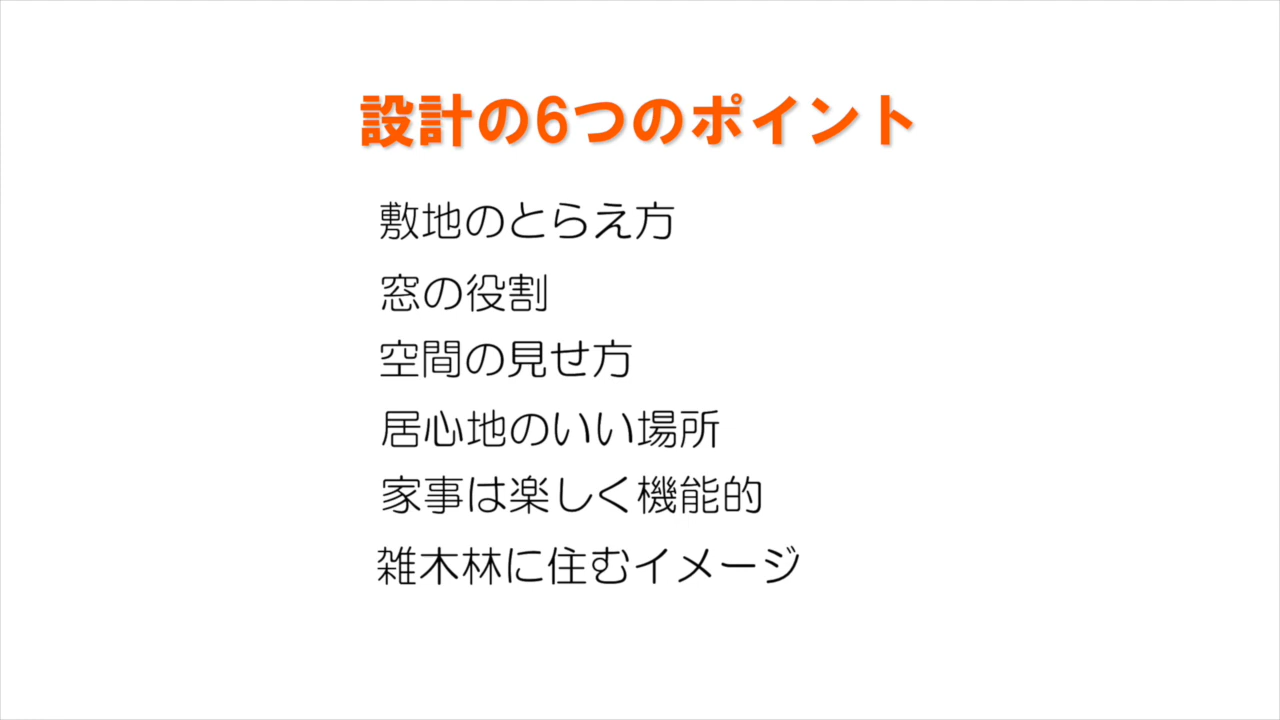 設計の6つのポイント
敷地のとらえ方
窓の役割
空間の見せ方
居心地のいい場所
家事は楽しく機能的
雑木林に住むイメージ